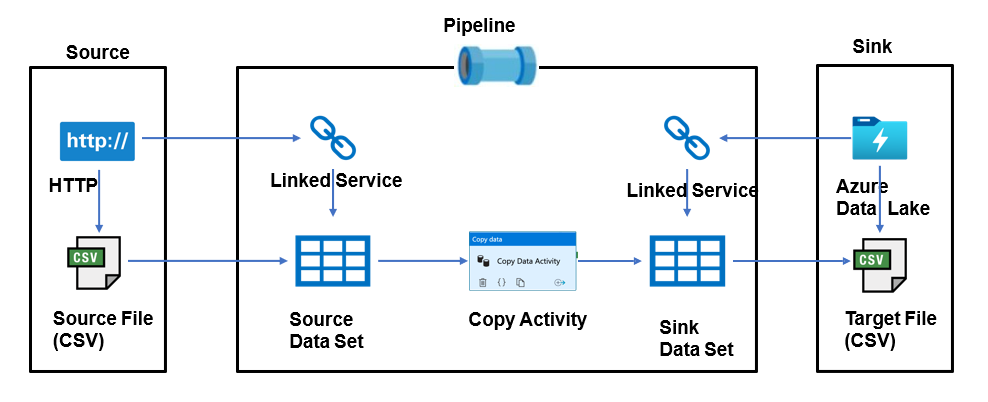 Pipeline
Source
Sink
http://
HTTP
Linked Service
Linked Service
Azure
Data Lake
CSV
Copy data
Copy Data Activity
{}
CSV
Source File
(CSV)
Source
Data Set
Copy Activity
Sink
Data Set
Target File
(CSV)